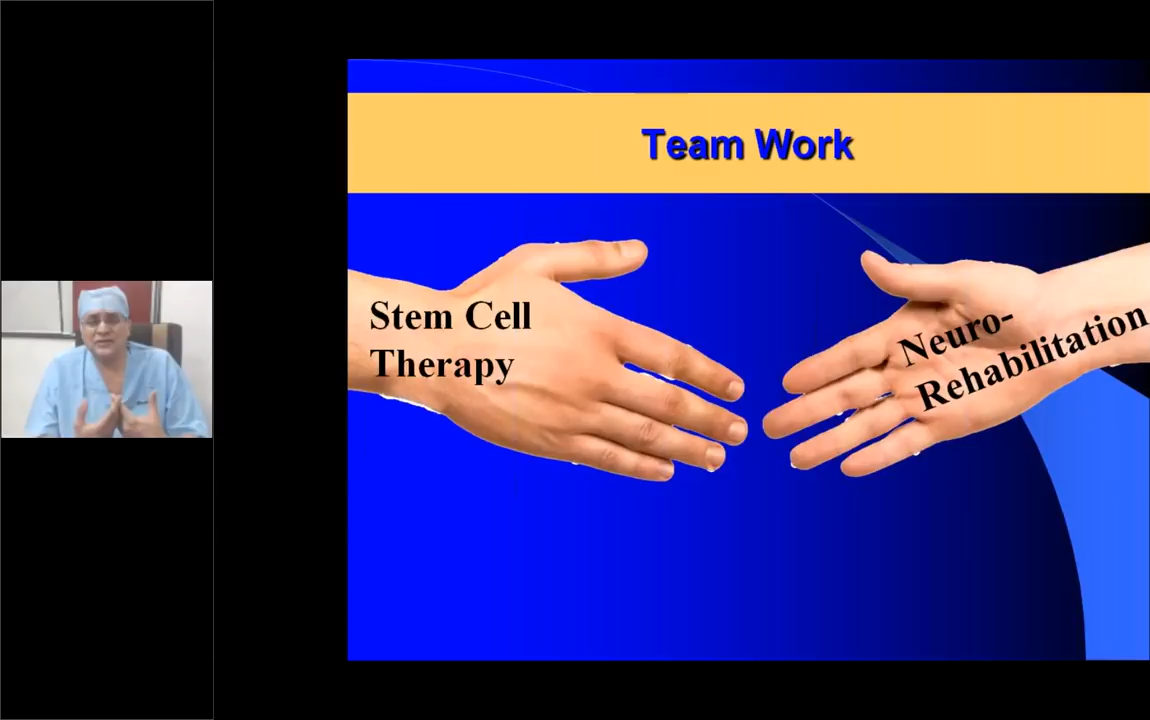 Team Work
Stem Cell
Therapy
Neuro-
Rehabilitation